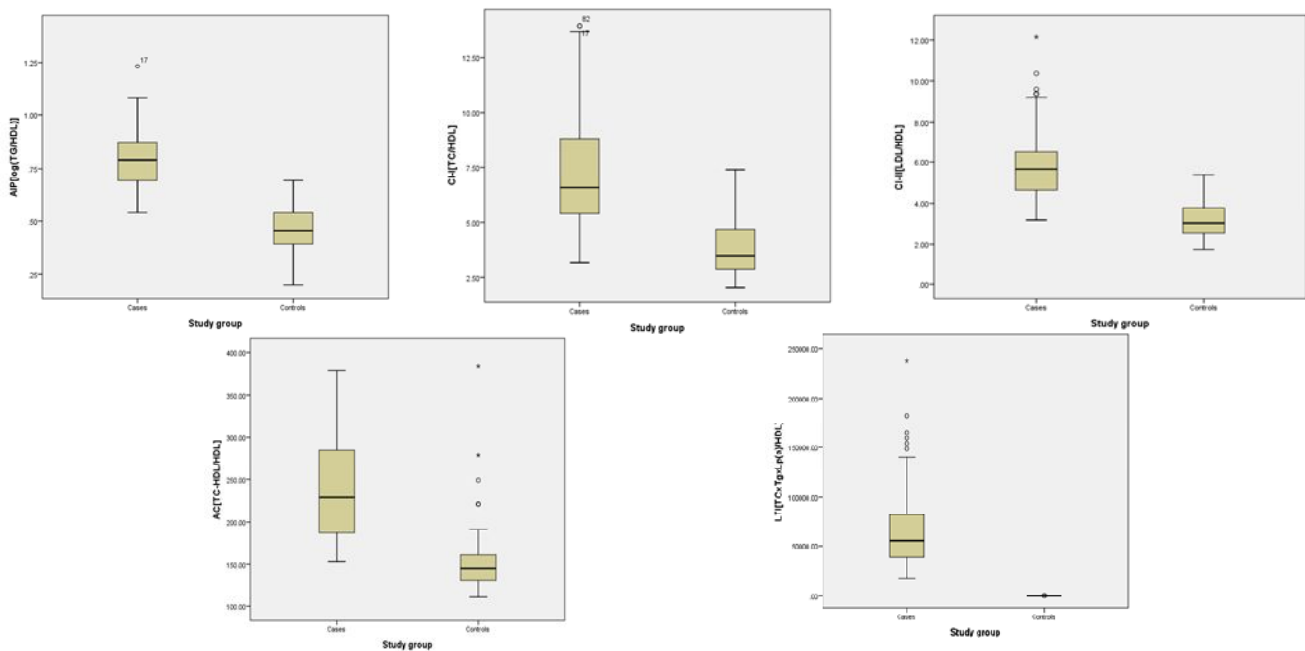 AIP[log(TG/HDL)]
1.25
1.00
.75
.50
.25
17
Cases
Controls
Study group
CI-I[TC/HDL]
12.50
10.00
7.50
5.00
2.50
82
17
Cases
Controls
Study group
CI-II[LDL/HDL]
12.00
10.00
8.00
6.00
4.00
2.00
.00
*
Cases
Controls
Study group
AC[TC-HDL/HDL]
400.00
350.00
300.00
250.00
200.00
150.00
100.00
*
*
Cases
Controls
Study group
250000.00
200000.00
150000.00
100000.00
50000.00
.00
*
Cases
Controls
Study group